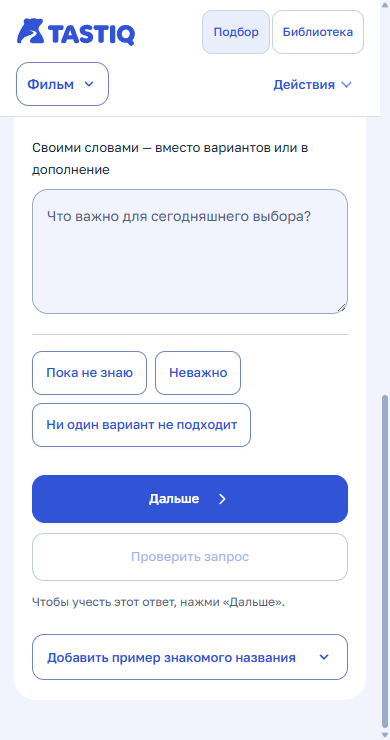 TASTIQ
Подбор
Библиотека
Фильм
Действия
Своими словами — вместо вариантов или в
дополнение
Что важно для сегодняшнего выбора?
Пока не знаю
Неважно
Ни один вариант не подходит
Дальше
Проверить запрос
Чтобы учесть этот ответ, нажми «Дальше».
Добавить пример знакомого названия